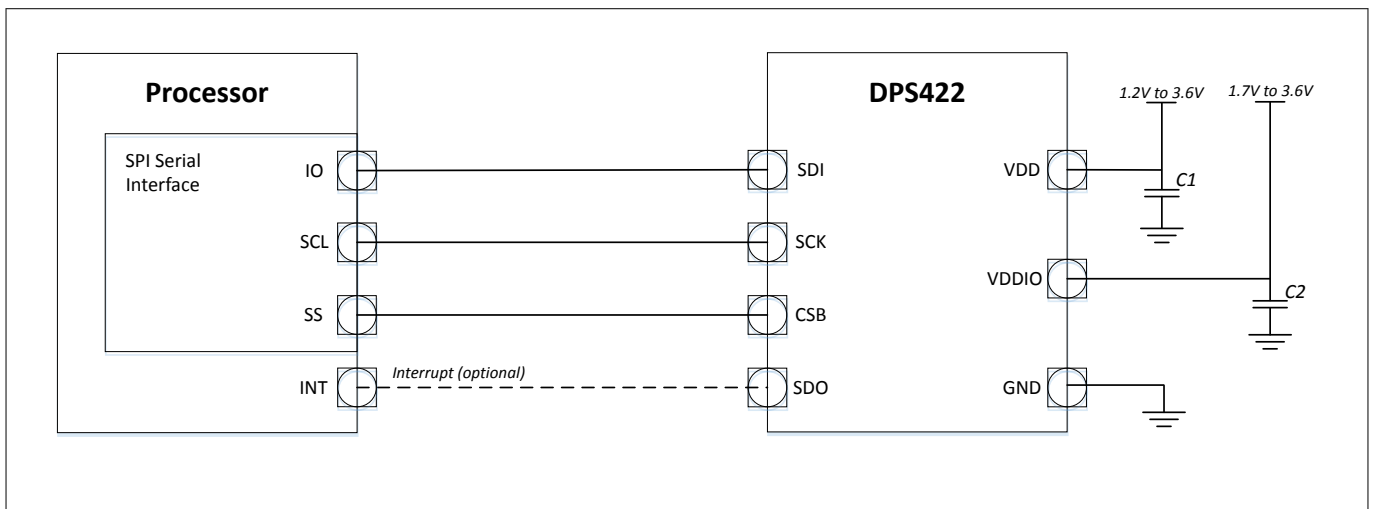 Processor
DPS422
1.2V to 3.6V
1.7V to 3.6V
SPI Serial
Interface
IO
SDI
VDD
C1
SCL
SCK
VDDIO
C2
SS
CSB
INT
Interrupt (optional)
SDO
GND